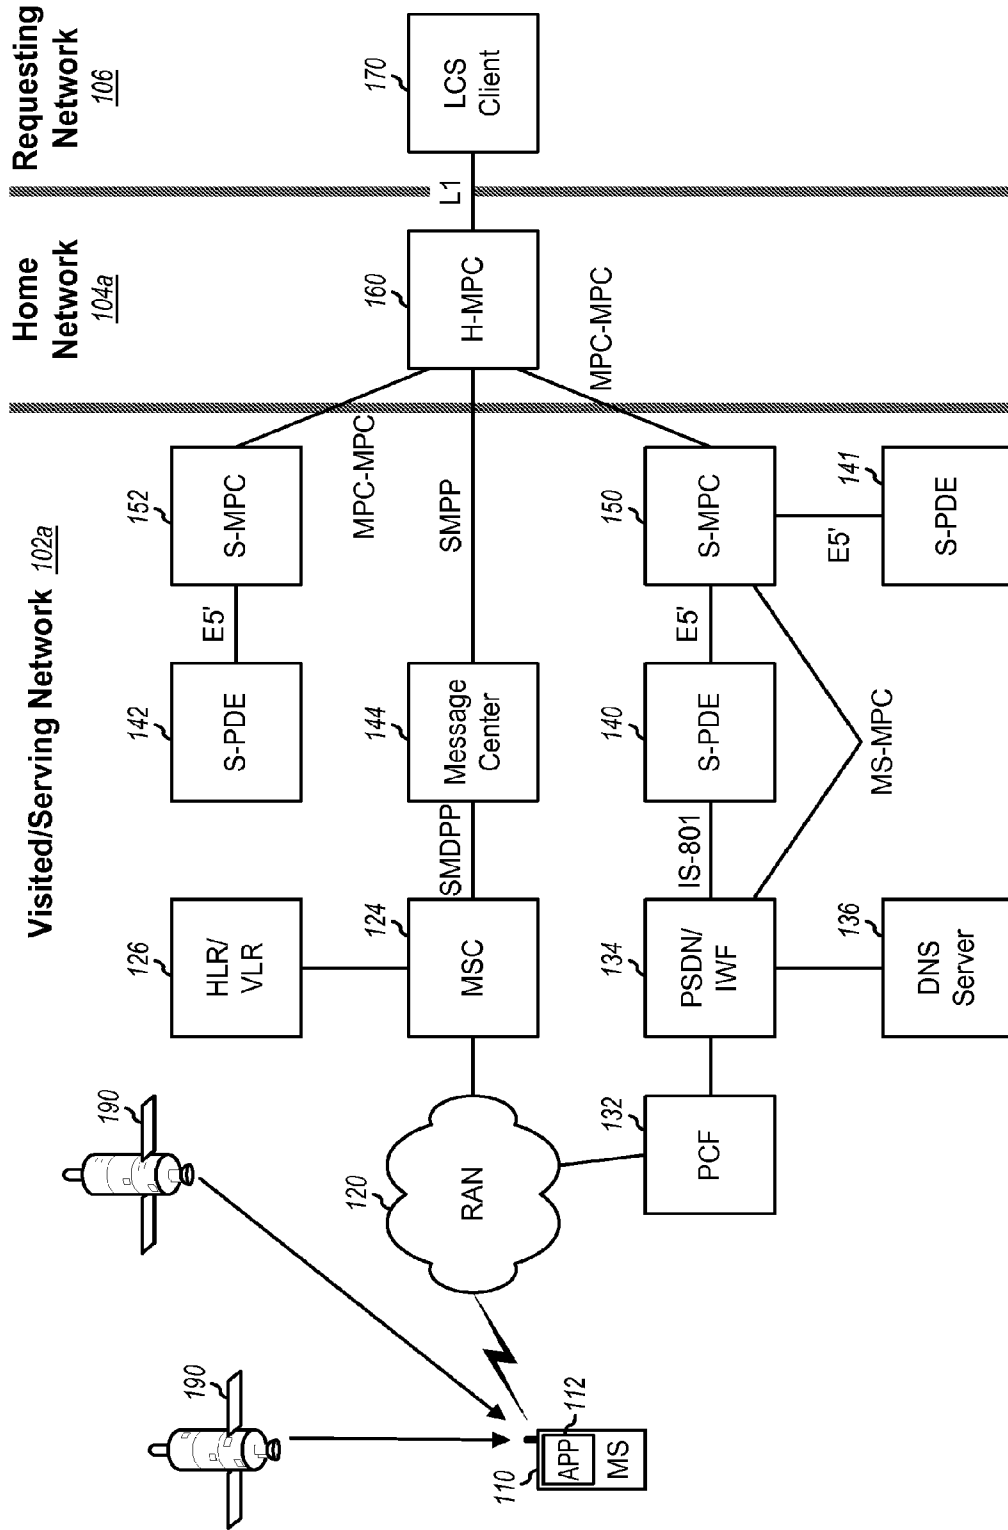 Visited/Serving Network 102a
Home
Network
104a
Requesting
Network
106
190
190
126
HLR/
VLR
142
S-PDE
E5'
152
S-MPC
MPC-MPC
120
RAN
124
MSC
SMDPP
144
Message
Center
SMPP
160
H-MPC
L1
170
LCS
Client
MPC-MPC
110
APP
112
MS
132
PCF
134
PSDN/
IWF
IS-801
140
S-PDE
E5'
150
S-MPC
MS-MPC
136
DNS
Server
E5'
141
S-PDE